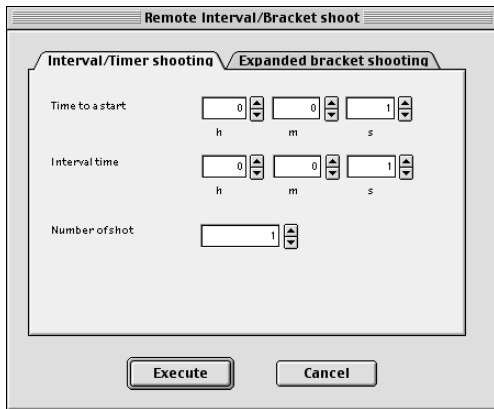 Remote Interval/Bracket shoot
Interval/Timer shooting Expanded bracket shooting
Time to a start 0 0 1
h m s
Interval time 0 0 1
h m s
Number of shot 1
Execute Cancel